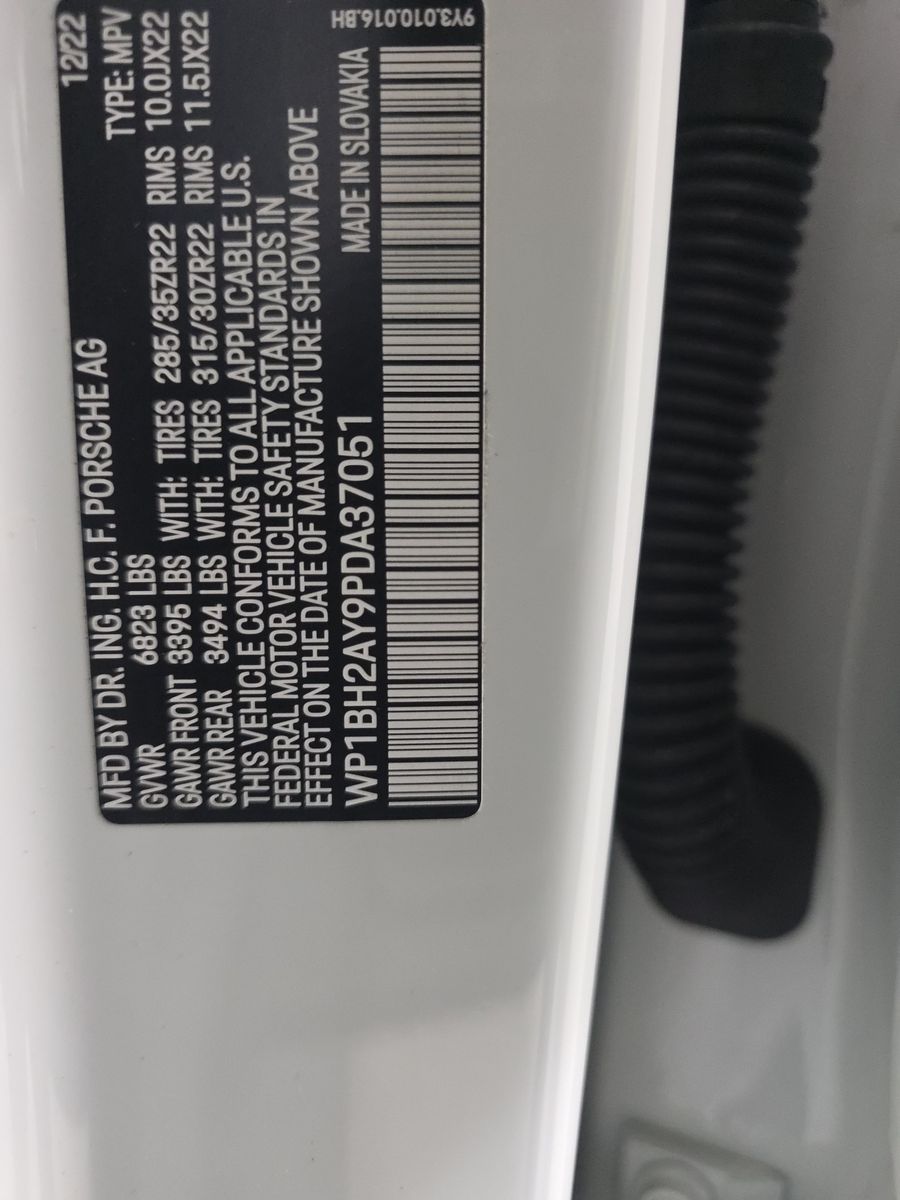 MFD BY DR. ING. H.C. F. PORSCHE AG 12/22
GVWR 6823 LBS TYPE: MPV
GAWR FRONT 3395 LBS WITH: TIRES 285/35ZR22 RIMS 10.0JX22
GAWR REAR 3494 LBS WITH: TIRES 315/30ZR22 RIMS 11.5JX22
THIS VEHICLE CONFORMS TO ALL APPLICABLE U.S.
FEDERAL MOTOR VEHICLE SAFETY STANDARDS IN
EFFECT ON THE DATE OF MANUFACTURE SHOWN ABOVE
WP1BH2AY9PDA37051 MADE IN SLOVAKIA
9Y3.010.016.BH